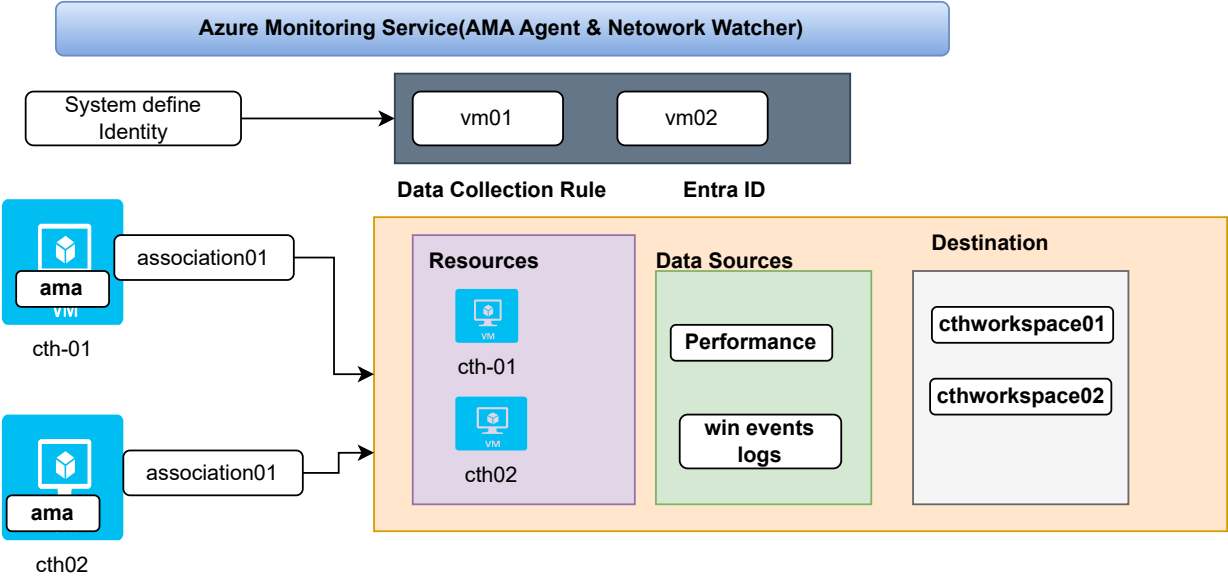 Azure Monitoring Service(AMA Agent & Netowork Watcher)
System define
Identity
vm01
vm02
Data Collection Rule
Entra ID
association01
ama
VM
cth-01
association01
ama
cth02
Resources
VM
cth-01
VM
cth02
Data Sources
Performance
win events
logs
Destination
cthworkspace01
cthworkspace02